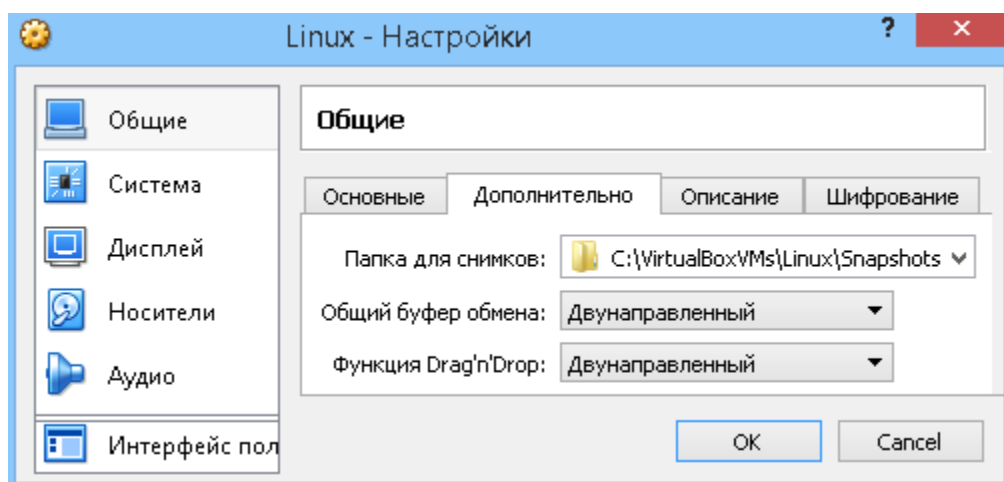 Linux - Настройки ?
Общие
Система
Дисплей
Носители
Аудио
Интерфейс пол
Общие
Основные Дополнительно Описание Шифрование
Папка для снимков: C:\VirtualBoxVMs\Linux\Snapshots
Общий буфер обмена: Двунаправленный
Функция Drag'n'Drop: Двунаправленный
OK Cancel